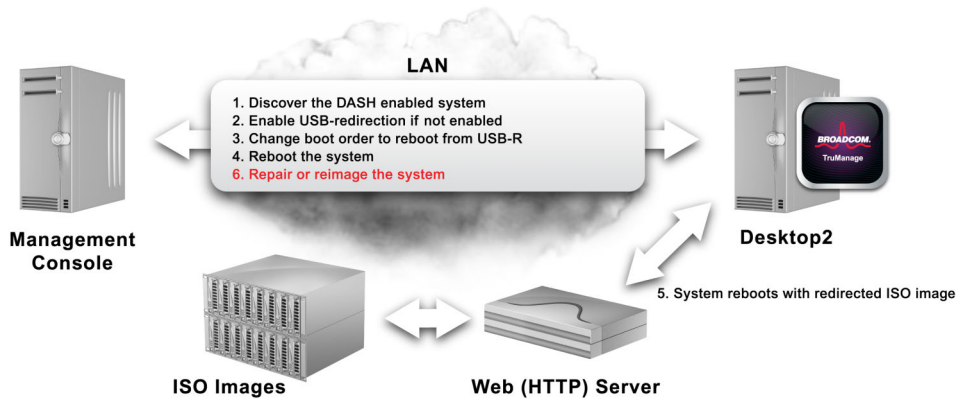 LAN
1. Discover the DASH enabled system
2. Enable USB-redirection if not enabled
3. Change boot order to reboot from USB-R
4. Reboot the system
6. Repair or reimage the system
BROADCOM.
TruManage
Management
Console
Desktop2
5. System reboots with redirected ISO image
ISO Images
Web (HTTP) Server